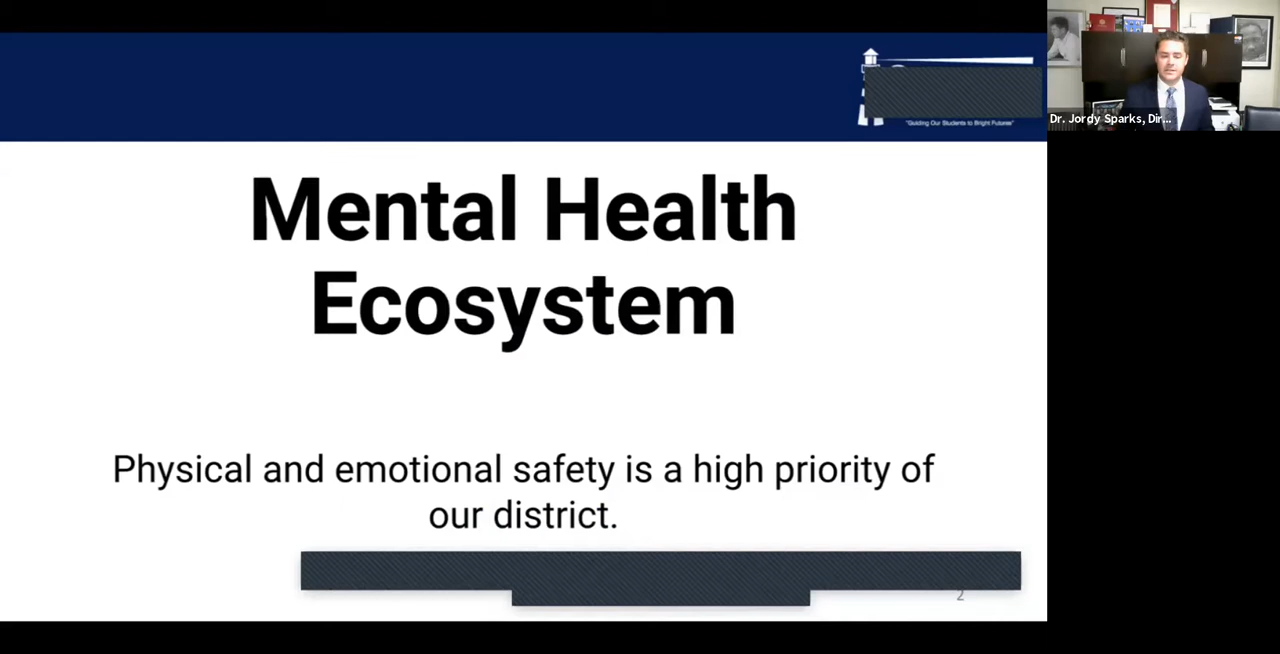 "Guiding Our Students to Bright Futures"
Dr. Jordy Sparks, Dir...
Mental Health
Ecosystem
Physical and emotional safety is a high priority of
our district.
2